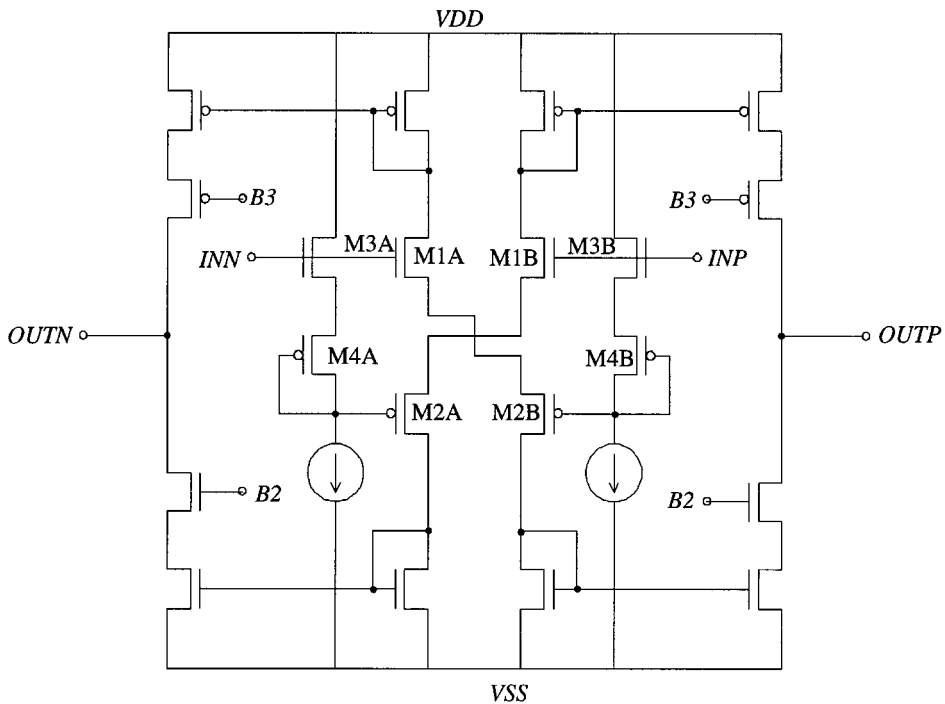 VDD
B3
B3
INN
M3A
M1A
M1B
M3B
INP
OUTN
OUTP
M4A
M4B
M2A
M2B
B2
B2
VSS